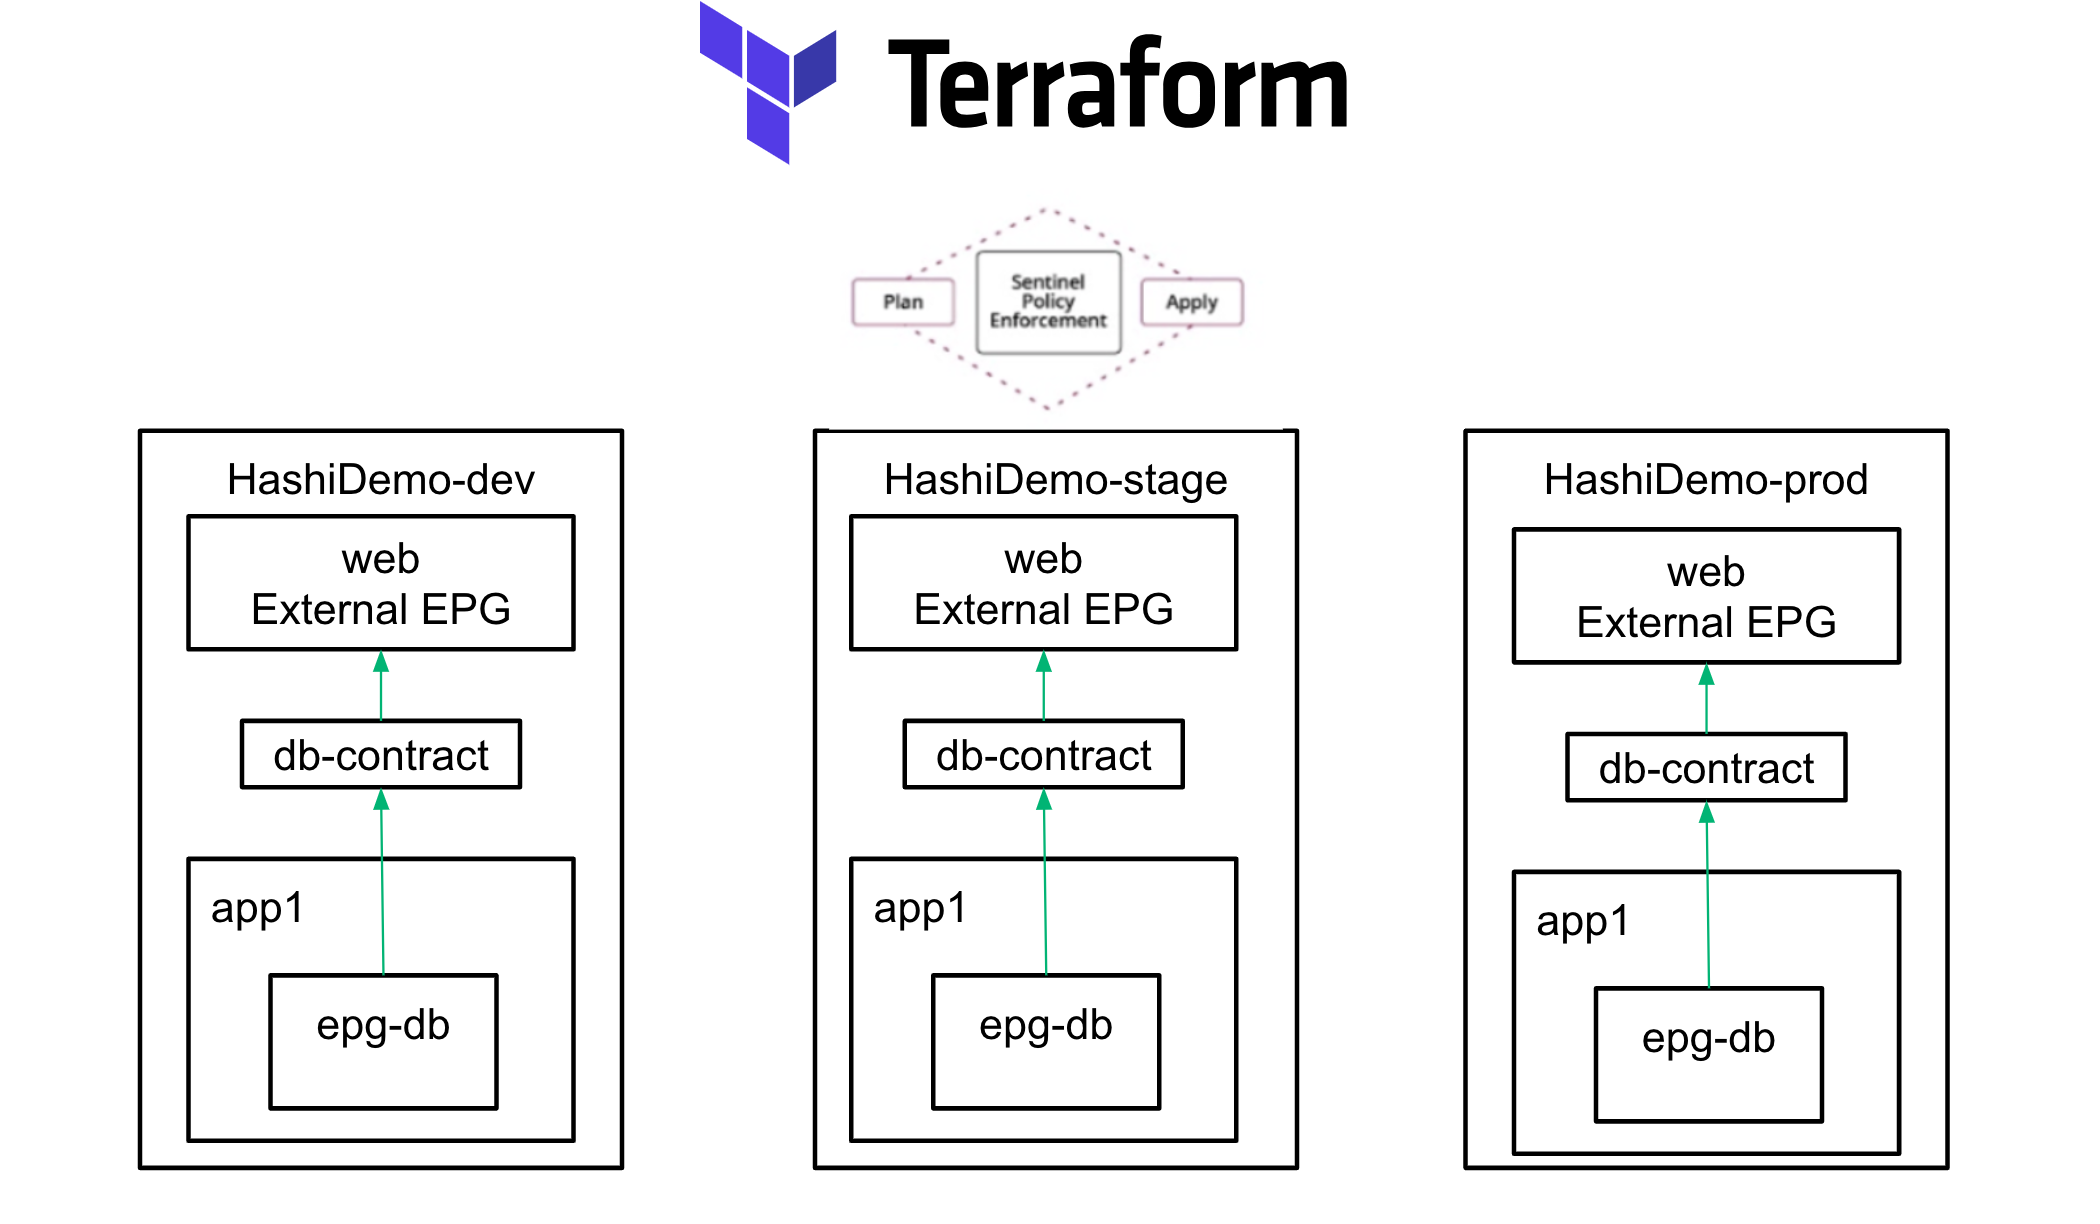 Terraform
Plan
Sentinel
Policy
Enforcement
Apply
HashiDemo-dev
web
External EPG
db-contract
app1
epg-db
HashiDemo-stage
web
External EPG
db-contract
app1
epg-db
HashiDemo-prod
web
External EPG
db-contract
app1
epg-db